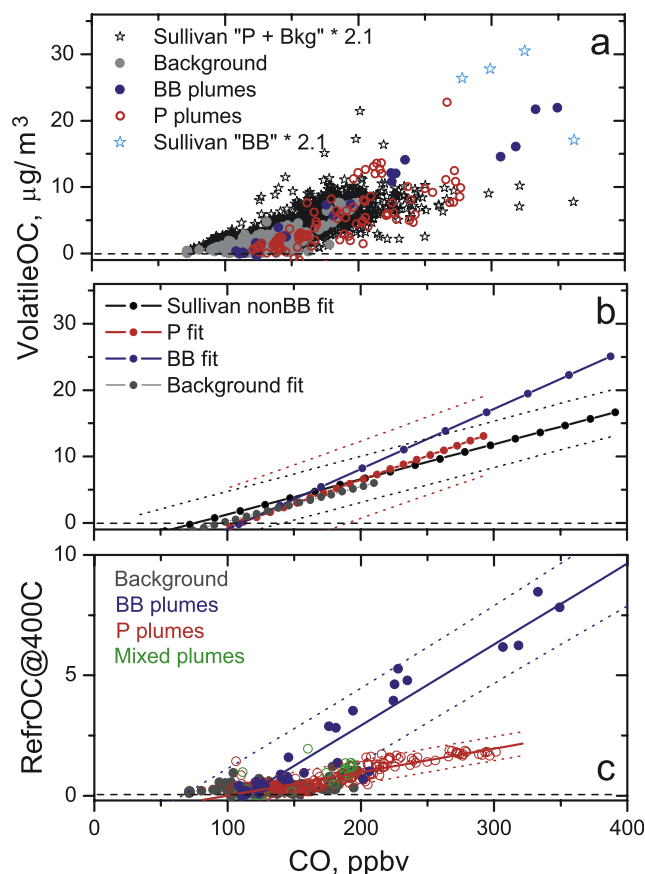 a
Sullivan "P + Bkg" * 2.1
Background
BB plumes
P plumes
Sullivan "BB" * 2.1
30
20
10
0
VolatileOC, µg/m³
b
Sullivan nonBB fit
P fit
BB fit
Background fit
30
20
10
0
10
Background
BB plumes
P plumes
Mixed plumes
5
0
RefrOC@400C
c
0
100
200
300
400
CO, ppbv